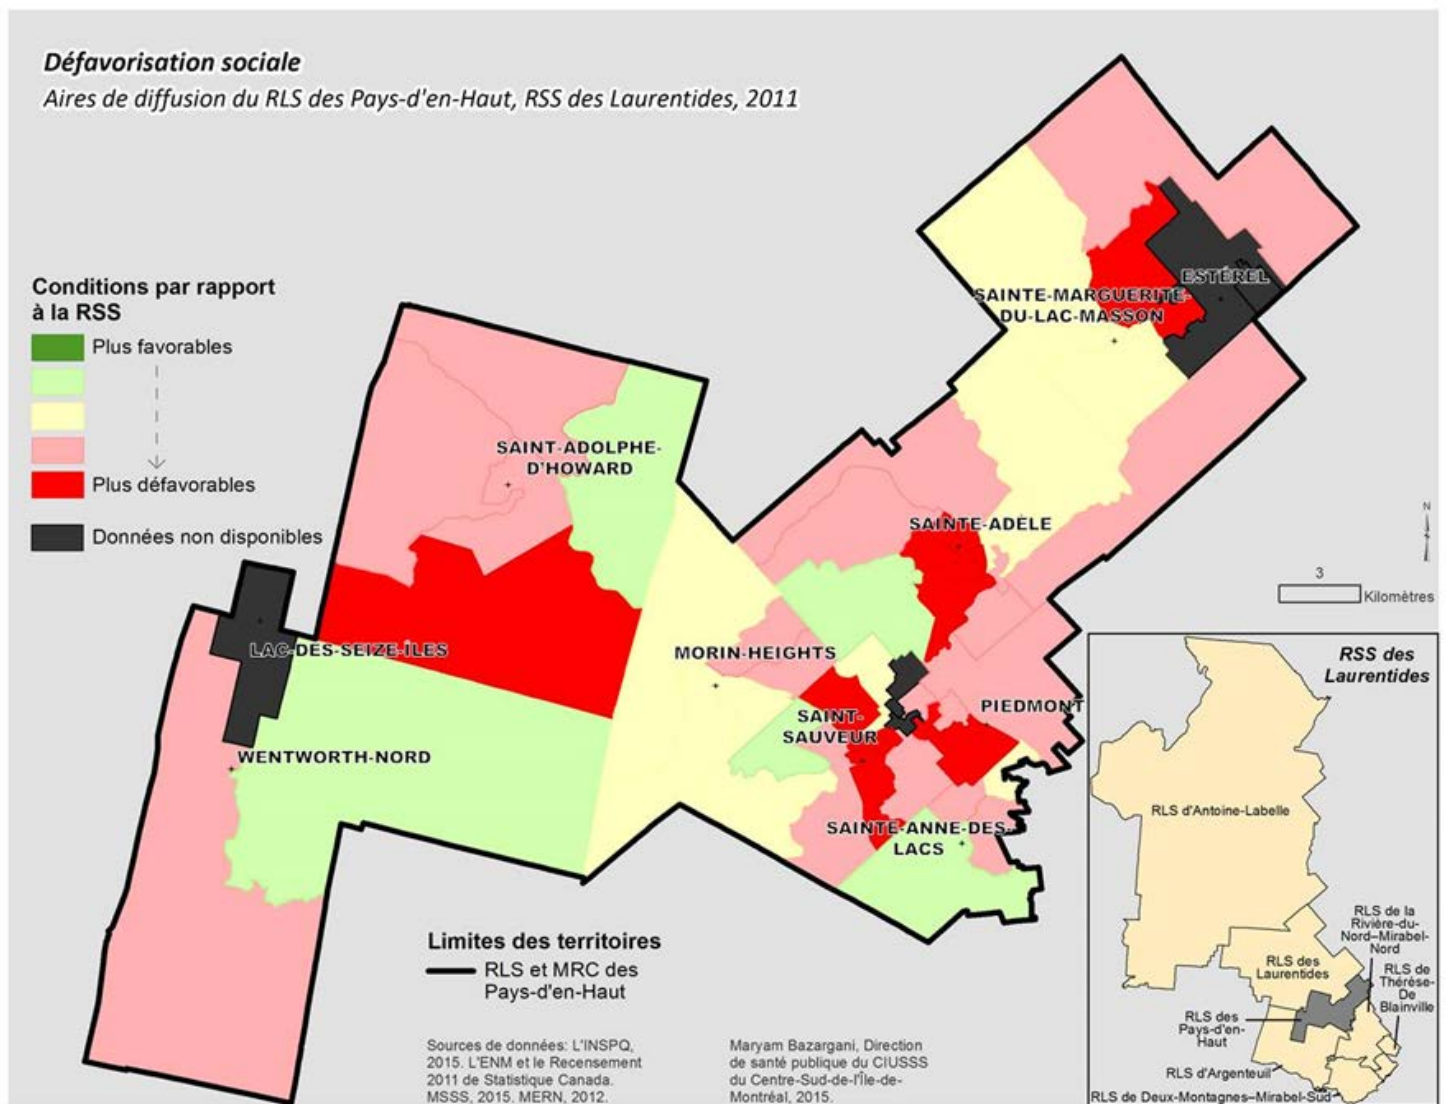 Défavorisation sociale
Aires de diffusion du RLS des Pays-d'en-Haut, RSS des Laurentides, 2011
Conditions par rapport
à la RSS
Plus favorables
Plus défavorables
Données non disponibles
ESTÉREL
SAINTE-MARGUERITE-
DU-LAC-MASSON
SAINT-ADOLPHE-
D'HOWARD
SAINTE-ADÈLE
LAC-DES-SEIZE-ÎLES
MORIN-HEIGHTS
PIEDMONT
SAINT-
SAUVEUR
WENTWORTH-NORD
SAINTE-ANNE-DES-
LACS
N
3
Kilomètres
Limites des territoires
RLS et MRC des
Pays-d'en-Haut
Sources de données: L'INSPQ,
2015. L'ENM et le Recensement
2011 de Statistique Canada.
MSSS, 2015. MERN, 2012.
Maryam Bazargani, Direction
de santé publique du CIUSSS
du Centre-Sud-de-l'Île-de-
Montréal, 2015.
RSS des
Laurentides
RLS d'Antoine-Labelle
RLS de la
Rivière-du-
Nord–Mirabel-
Nord
RLS des
Laurentides
RLS de
Thérèse-
De
Blainville
RLS des
Pays-d'en-
Haut
RLS d'Argenteuil
RLS de Deux-Montagnes–Mirabel-Sud